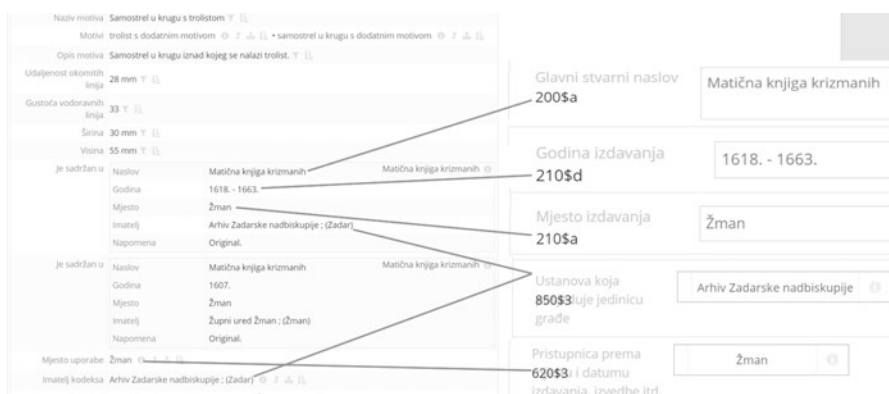 Naziv motiva Samostrel u krugu s trolistom
Motivi trolist s dodatnim motivom • samostrel u krugu s dodatnim motivom
Opis motiva Samostrel u krugu iznad kojeg se nalazi trolist.
Udaljenost okomitih
linija 28 mm
Gustoća vodoravnih
linija 33
Širina 30 mm
Visina 55 mm
Je sadržan u Naslov Matična knjiga krizmanih Matična knjiga krizmanih
Godina 1618. - 1663.
Mjesto Žman
Imatelj Arhiv Zadarske nadbiskupije ; (Zadar)
Napomena Original.
Je sadržan u Naslov Matična knjiga krizmanih Matična knjiga krizmanih
Godina 1607.
Mjesto Žman
Imatelj Župni ured Žman ; (Žman)
Napomena Original.
Mjesto uporabe Žman
Imatelj kodeksa Arhiv Zadarske nadbiskupije ; (Zadar)
Glavni stvarni naslov
200$a
Matična knjiga krizmanih
Godina izdavanja
210$d
1618. - 1663.
Mjesto izdavanja
210$a
Žman
Ustanova koja
850$3 duje jedinicu
građe
Arhiv Zadarske nadbiskupije
Pristupnica prema
620$3 i datumu
izdavanja, izvedbe itd.
Žman